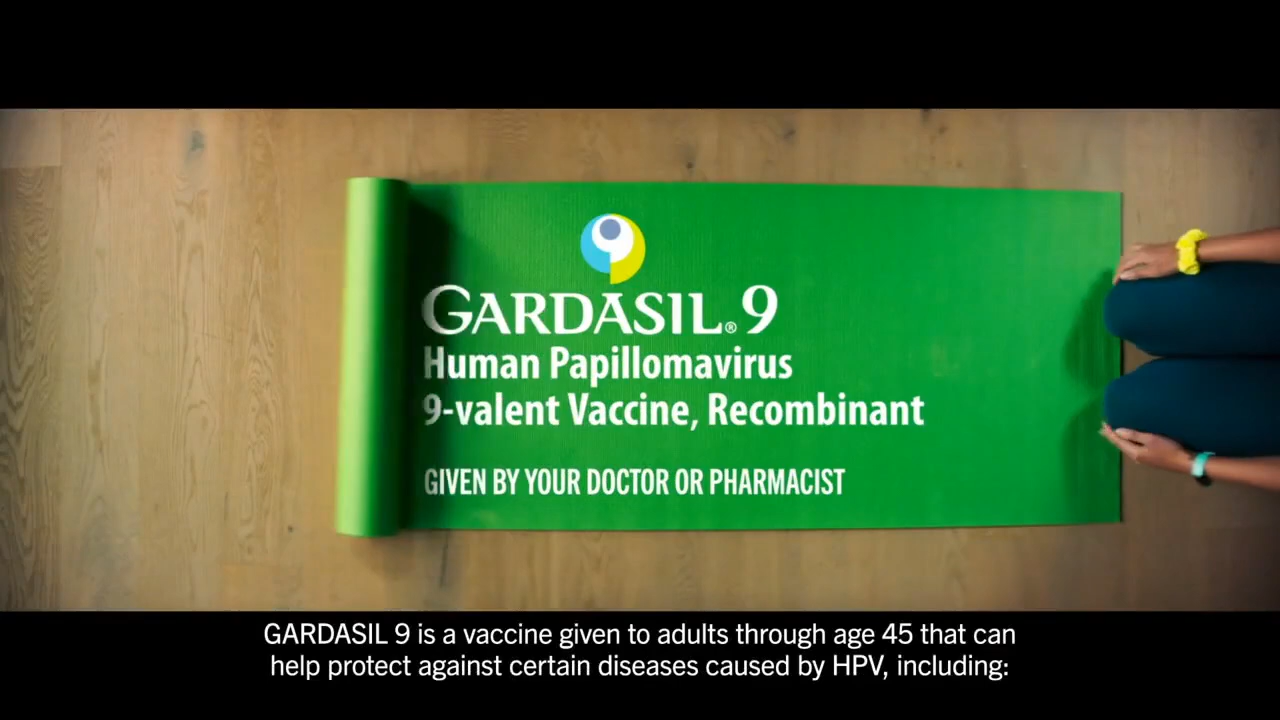 GARDASIL®9
Human Papillomavirus
9-valent Vaccine, Recombinant
GIVEN BY YOUR DOCTOR OR PHARMACIST
GARDASIL 9 is a vaccine given to adults through age 45 that can
help protect against certain diseases caused by HPV, including: